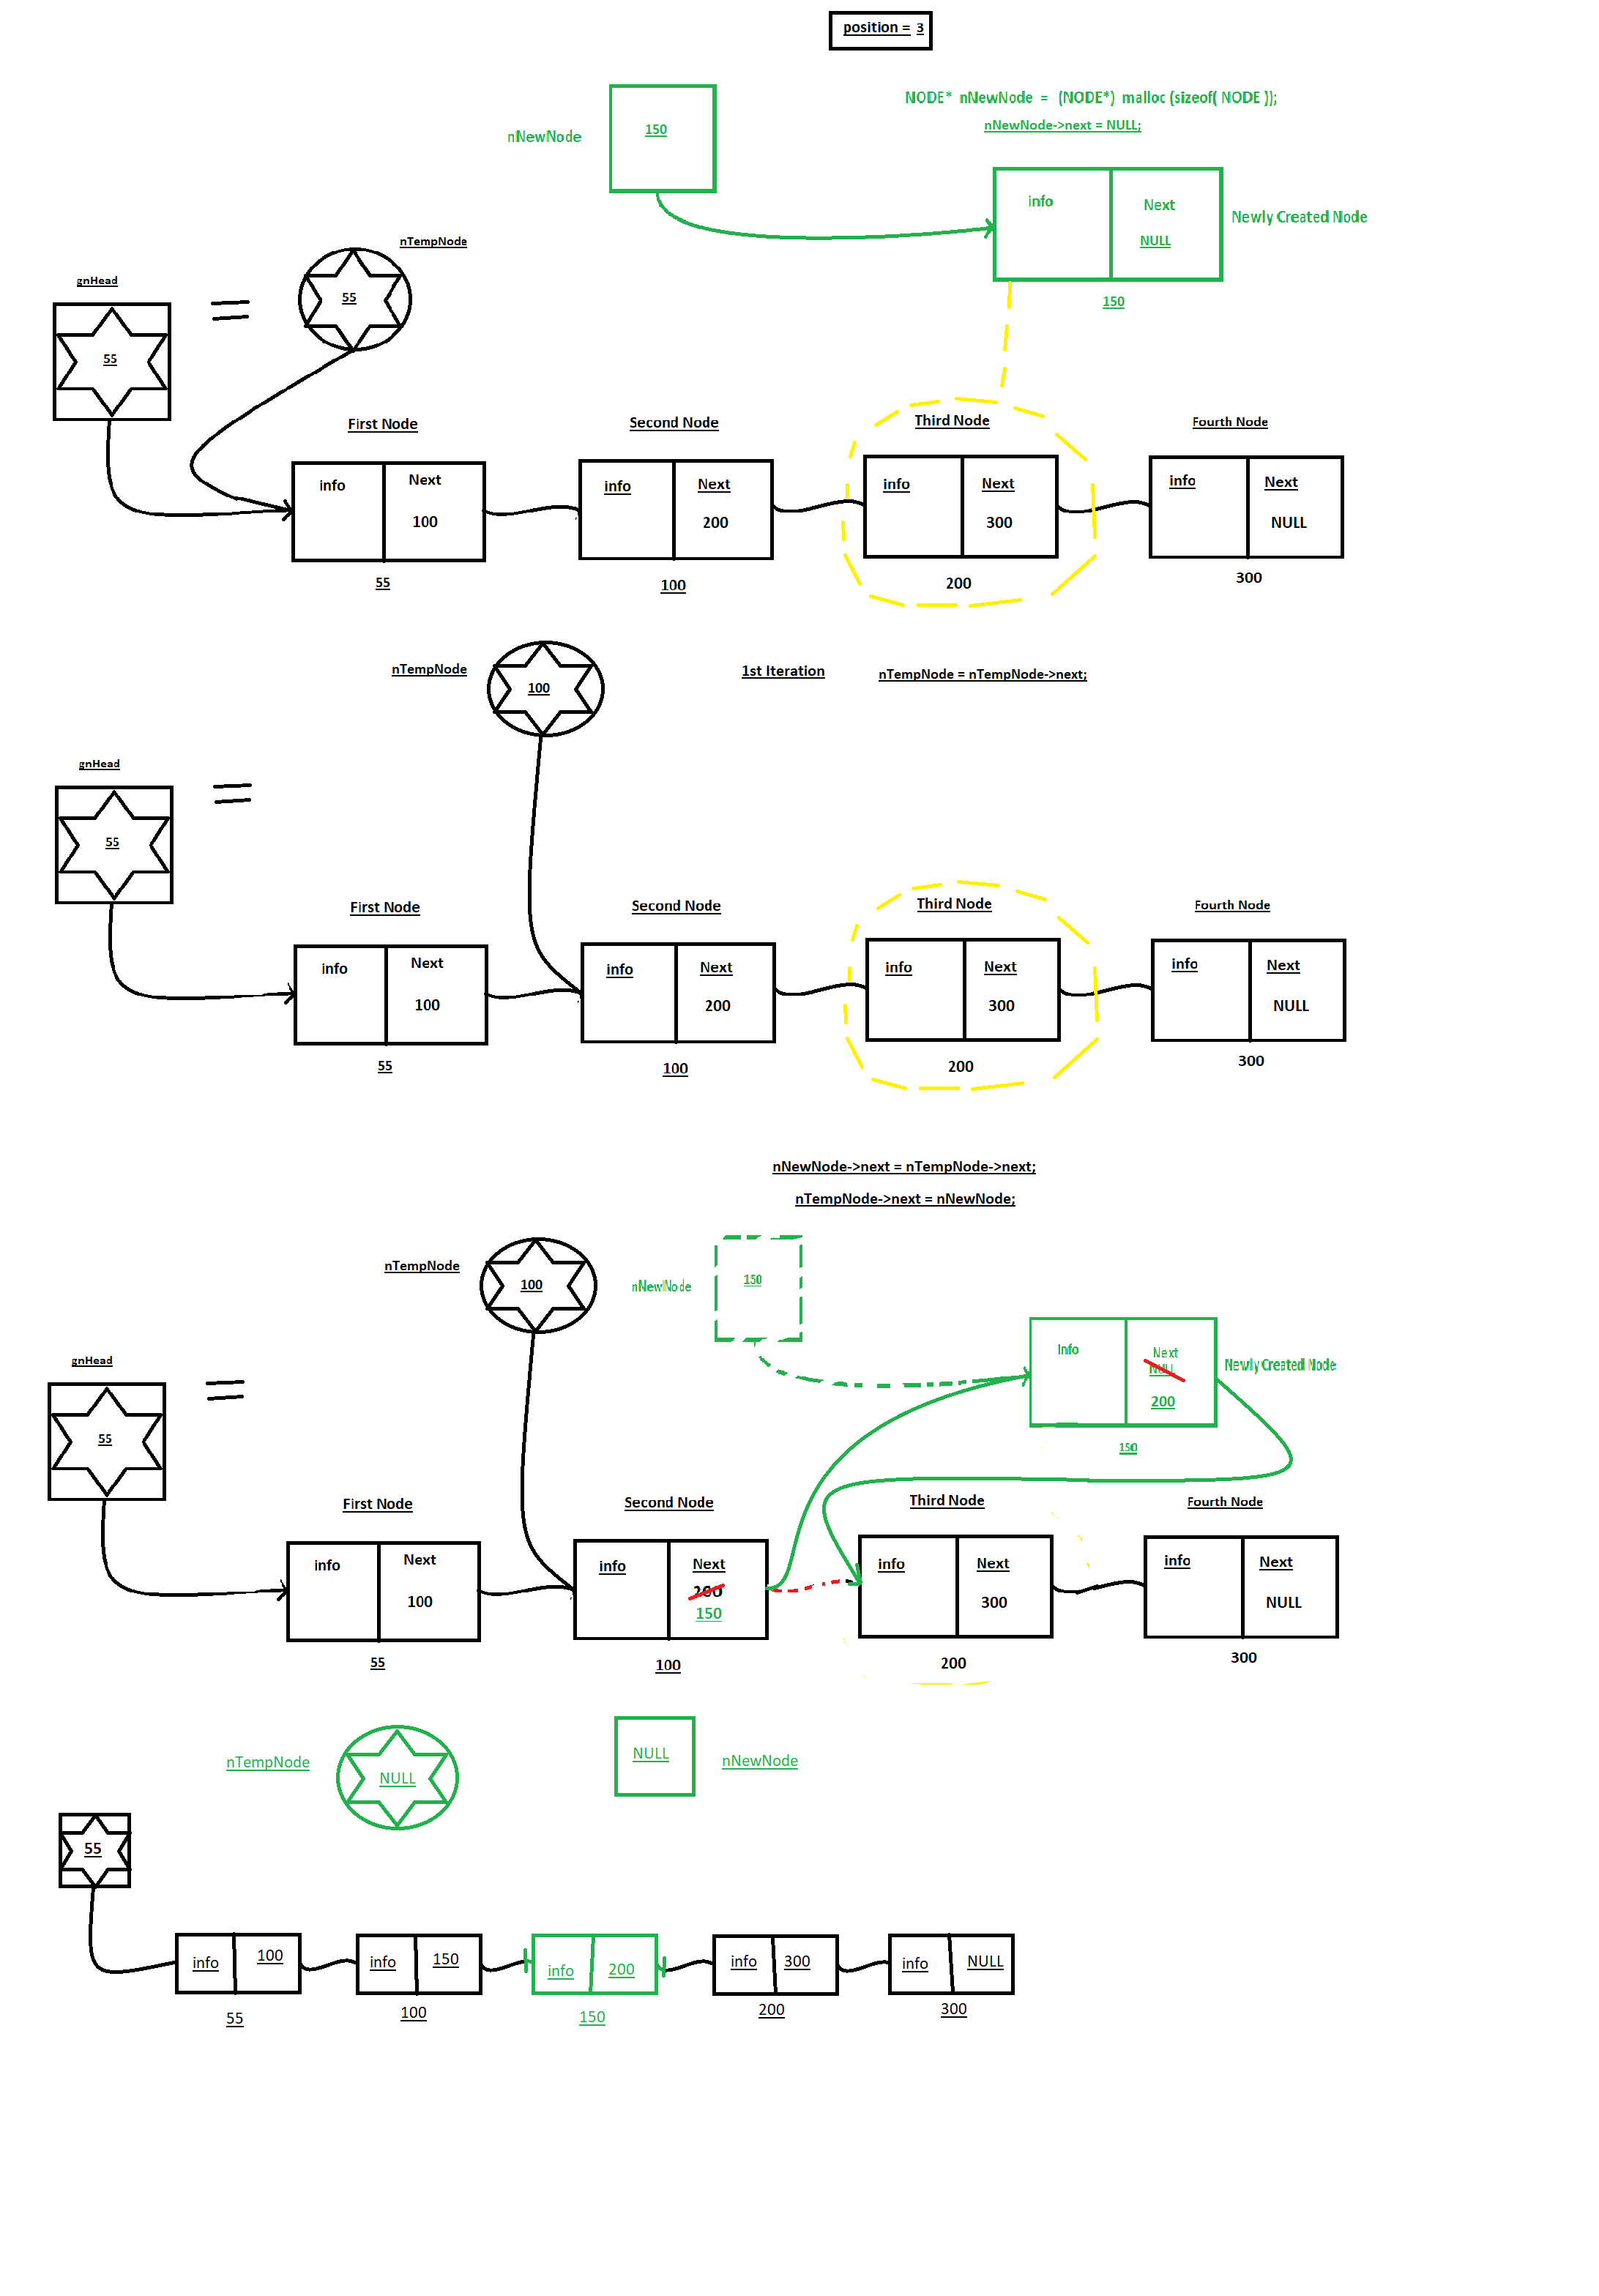 position = 3
NODE* nNewNode = (NODE*) malloc (sizeof( NODE ));
nNewNode->next = NULL;
nNewNode
150
info
Next
NULL
Newly Created Node
150
nTempNode
55
gnHead
55
First Node
Second Node
Third Node
Fourth Node
info Next
100
info Next
200
info Next
300
info Next
NULL
55
100
200
300
nTempNode
100
1st Iteration
nTempNode = nTempNode->next;
gnHead
55
First Node
Second Node
Third Node
Fourth Node
info Next
100
info Next
200
info Next
300
info Next
NULL
55
100
200
300
nNewNode->next = nTempNode->next;
nTempNode->next = nNewNode;
nTempNode
100
nNewNode
150
Info
Next
NULL
200
Newly Created Node
150
gnHead
55
First Node
Second Node
Third Node
Fourth Node
info Next
100
info Next
200
150
info Next
300
info Next
NULL
55
100
200
300
nTempNode
NULL
NULL
nNewNode
55
info 100
info 150
info 200
info 300
info NULL
55
100
150
200
300